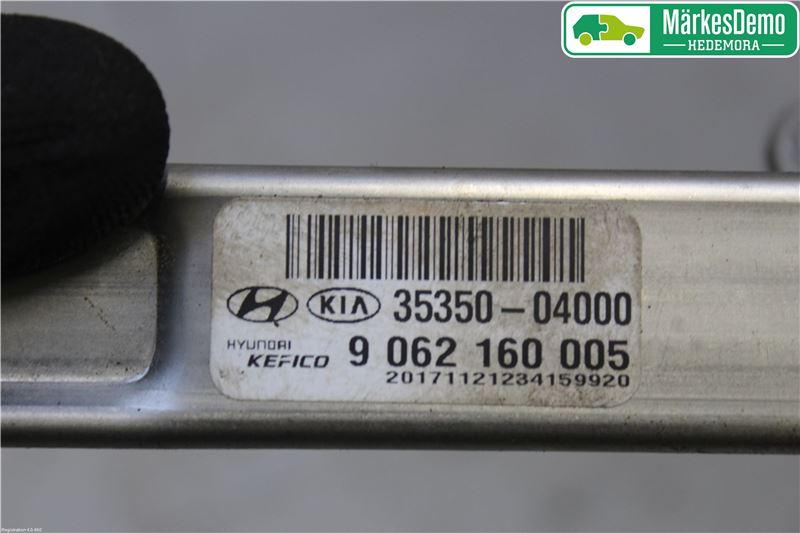 MärkesDemo
HEDEMORA
KIA 35350-04000
HYUNDAI
KEFICO 9 062 160 005
20171121234159920